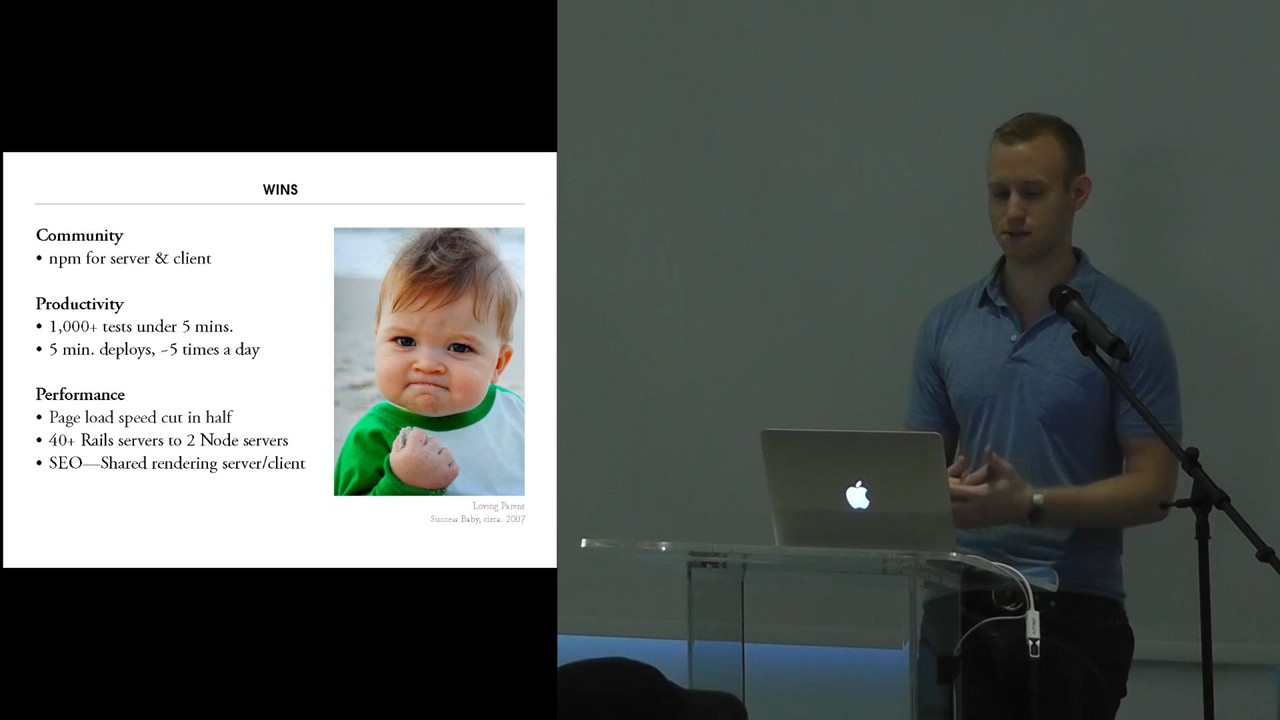 WINS
Community
• npm for server & client
Productivity
• 1,000+ tests under 5 mins.
• 5 min. deploys, ~5 times a day
Performance
• Page load speed cut in half
• 40+ Rails servers to 2 Node servers
• SEO—Shared rendering server/client
Loving Parent
Success Baby, circa. 2007